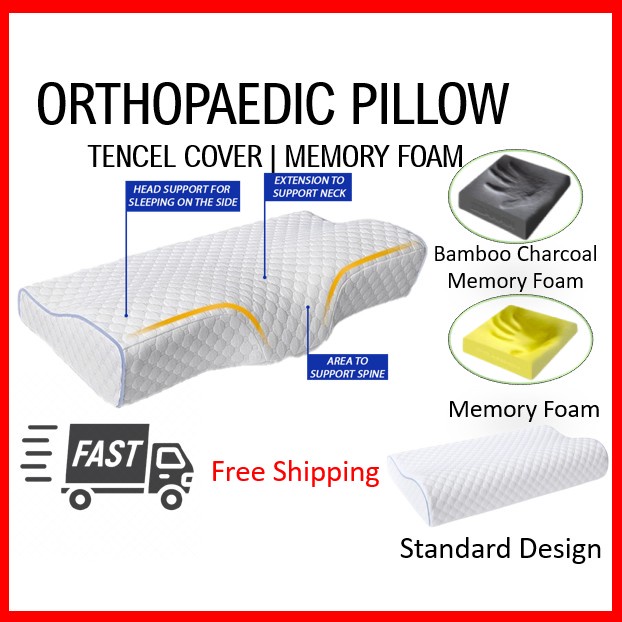 ORTHOPAEDIC PILLOW
TENCEL COVER | MEMORY FOAM
HEAD SUPPORT FOR
SLEEPING ON THE SIDE
EXTENSION TO
SUPPORT NECK
AREA TO
SUPPORT SPINE
Bamboo Charcoal
Memory Foam
Memory Foam
FAST
Free Shipping
Standard Design